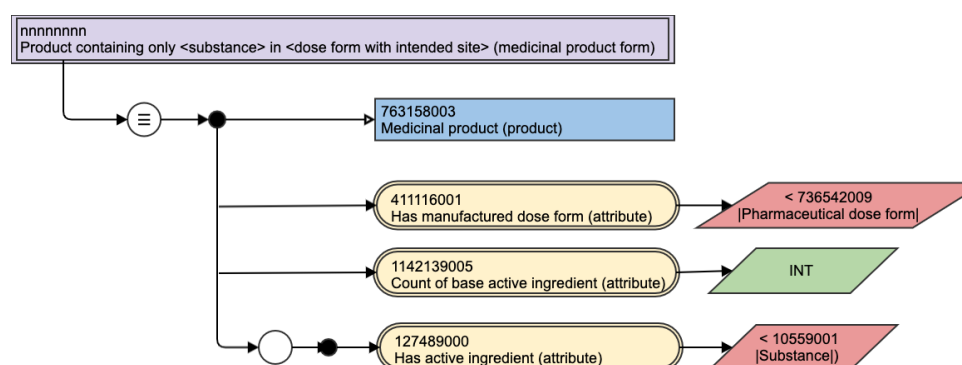 nnnnnnnn
Product containing only <substance> in <dose form with intended site> (medicinal product form)
763158003
Medicinal product (product)
411116001
Has manufactured dose form (attribute)
< 736542009
|Pharmaceutical dose form|
1142139005
Count of base active ingredient (attribute)
INT
127489000
Has active ingredient (attribute)
< 10559001
|Substance|)